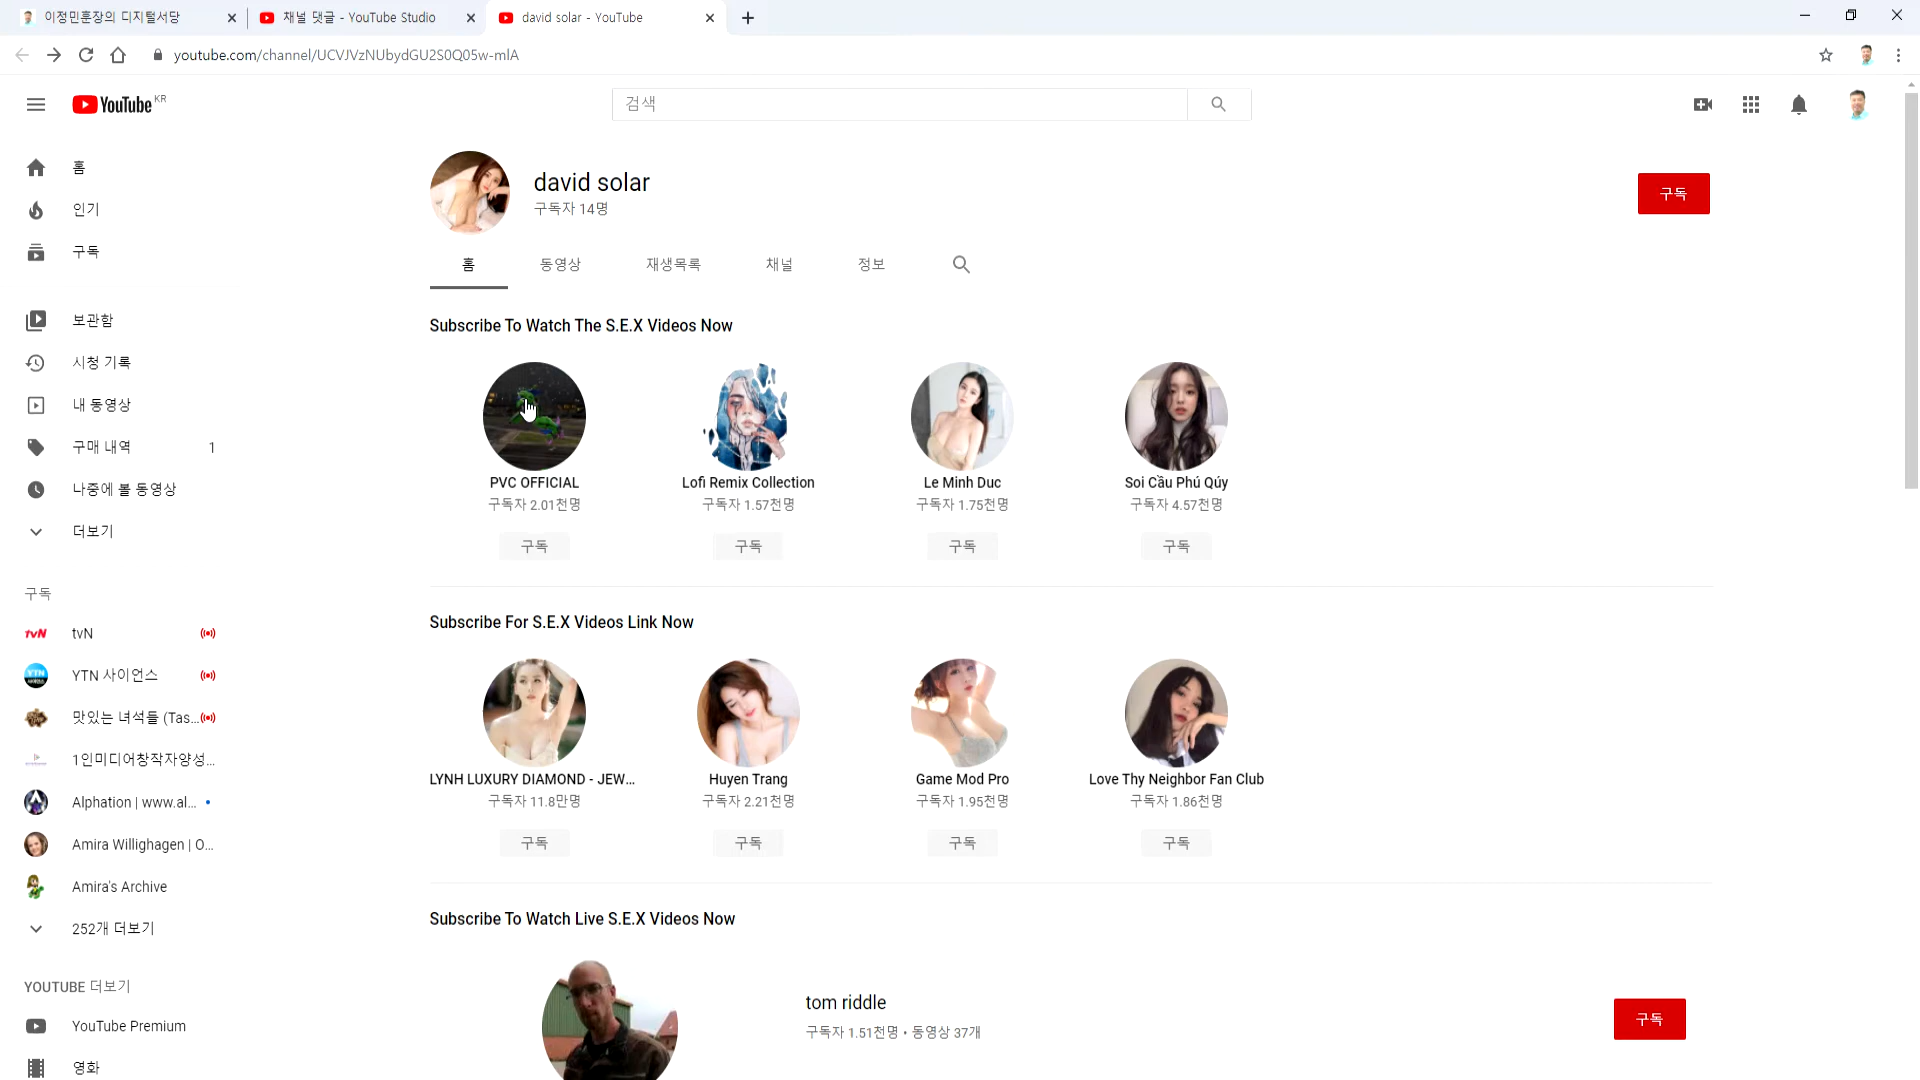 이정민훈장의 디지털서당
채널 댓글 - YouTube Studio
david solar - YouTube
youtube.com/channel/UCVJVzNUbydGU2S0Q05w-mlA
YouTube KR
검색
홈
인기
구독
보관함
시청 기록
내 동영상
구매 내역 1
나중에 볼 동영상
더보기
구독
tvN
YTN 사이언스
맛있는 녀석들 (Tas...
1인미디어창작자양성...
Alphation | www.al...
Amira Willighagen | O...
Amira's Archive
252개 더보기
YOUTUBE 더보기
YouTube Premium
영화
david solar
구독자 14명
구독
홈 동영상 재생목록 채널 정보
Subscribe To Watch The S.E.X Videos Now
PVC OFFICIAL
구독자 2.01천명
구독
Lofi Remix Collection
구독자 1.57천명
구독
Le Minh Duc
구독자 1.75천명
구독
Soi Cầu Phú Qúy
구독자 4.57천명
구독
Subscribe For S.E.X Videos Link Now
LYNH LUXURY DIAMOND - JEW...
구독자 11.8만명
구독
Huyen Trang
구독자 2.21천명
구독
Game Mod Pro
구독자 1.95천명
구독
Love Thy Neighbor Fan Club
구독자 1.86천명
구독
Subscribe To Watch Live S.E.X Videos Now
tom riddle
구독자 1.51천명 • 동영상 37개
구독